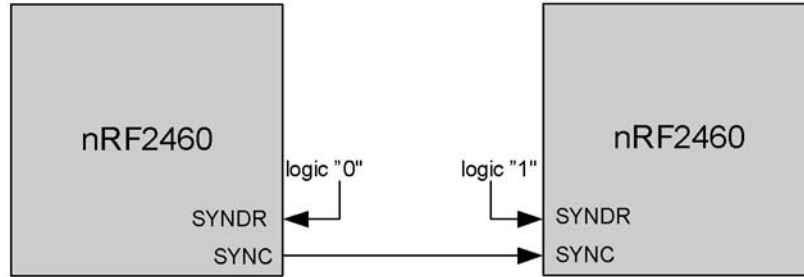 nRF2460
nRF2460
logic "0"
logic "1"
SYNDR
SYNDR
SYNC
SYNC